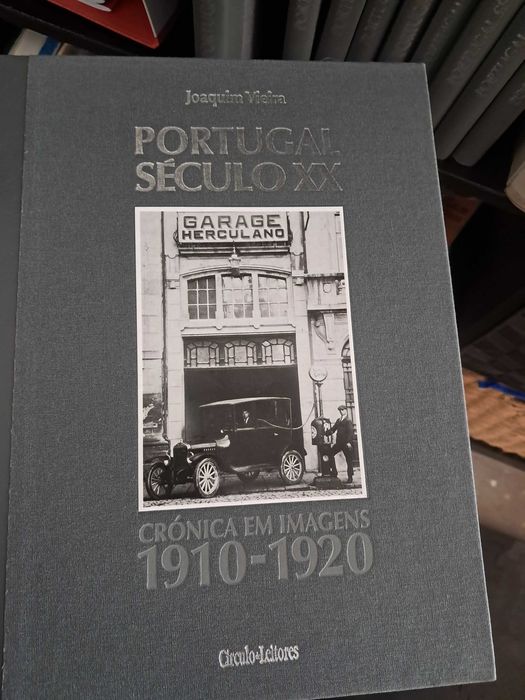 Joaquim Vieira
PORTUGAL
SÉCULO XX
GARAGE
HERCULANO
CRÓNICA EM IMAGENS
1910-1920
Círculo de Leitores